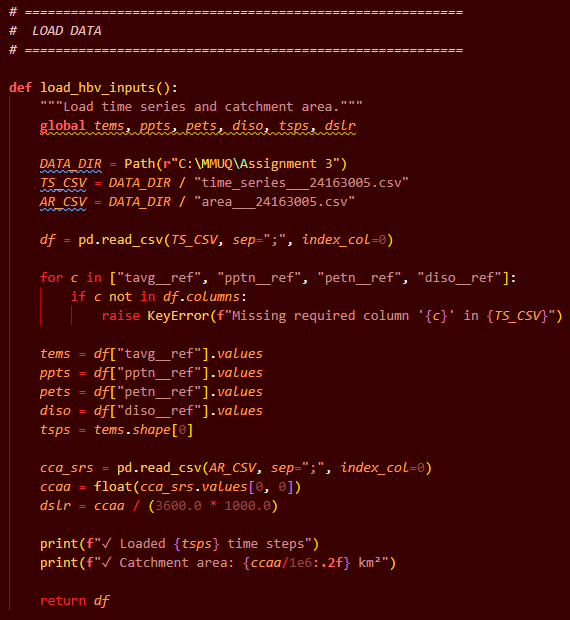 # =========================================================
#  LOAD DATA
# =========================================================
def load_hbv_inputs():
    """Load time series and catchment area."""
    global tems, ppts, pets, diso, tsps, dslr
    DATA_DIR = Path(r"C:\MMUQ\Assignment 3")
    TS_CSV = DATA_DIR / "time_series___24163005.csv"
    AR_CSV = DATA_DIR / "area___24163005.csv"
    df = pd.read_csv(TS_CSV, sep=";", index_col=0)
    for c in ["tavg__ref", "pptn__ref", "petn__ref", "diso__ref"]:
        if c not in df.columns:
            raise KeyError(f"Missing required column '{c}' in {TS_CSV}")
    tems = df["tavg__ref"].values
    ppts = df["pptn__ref"].values
    pets = df["petn__ref"].values
    diso = df["diso__ref"].values
    tsps = tems.shape[0]
    cca_srs = pd.read_csv(AR_CSV, sep=";", index_col=0)
    ccaa = float(cca_srs.values[0, 0])
    dslr = ccaa / (3600.0 * 1000.0)
    print(f"✓ Loaded {tsps} time steps")
    print(f"✓ Catchment area: {ccaa/1e6:.2f} km²")
    return df